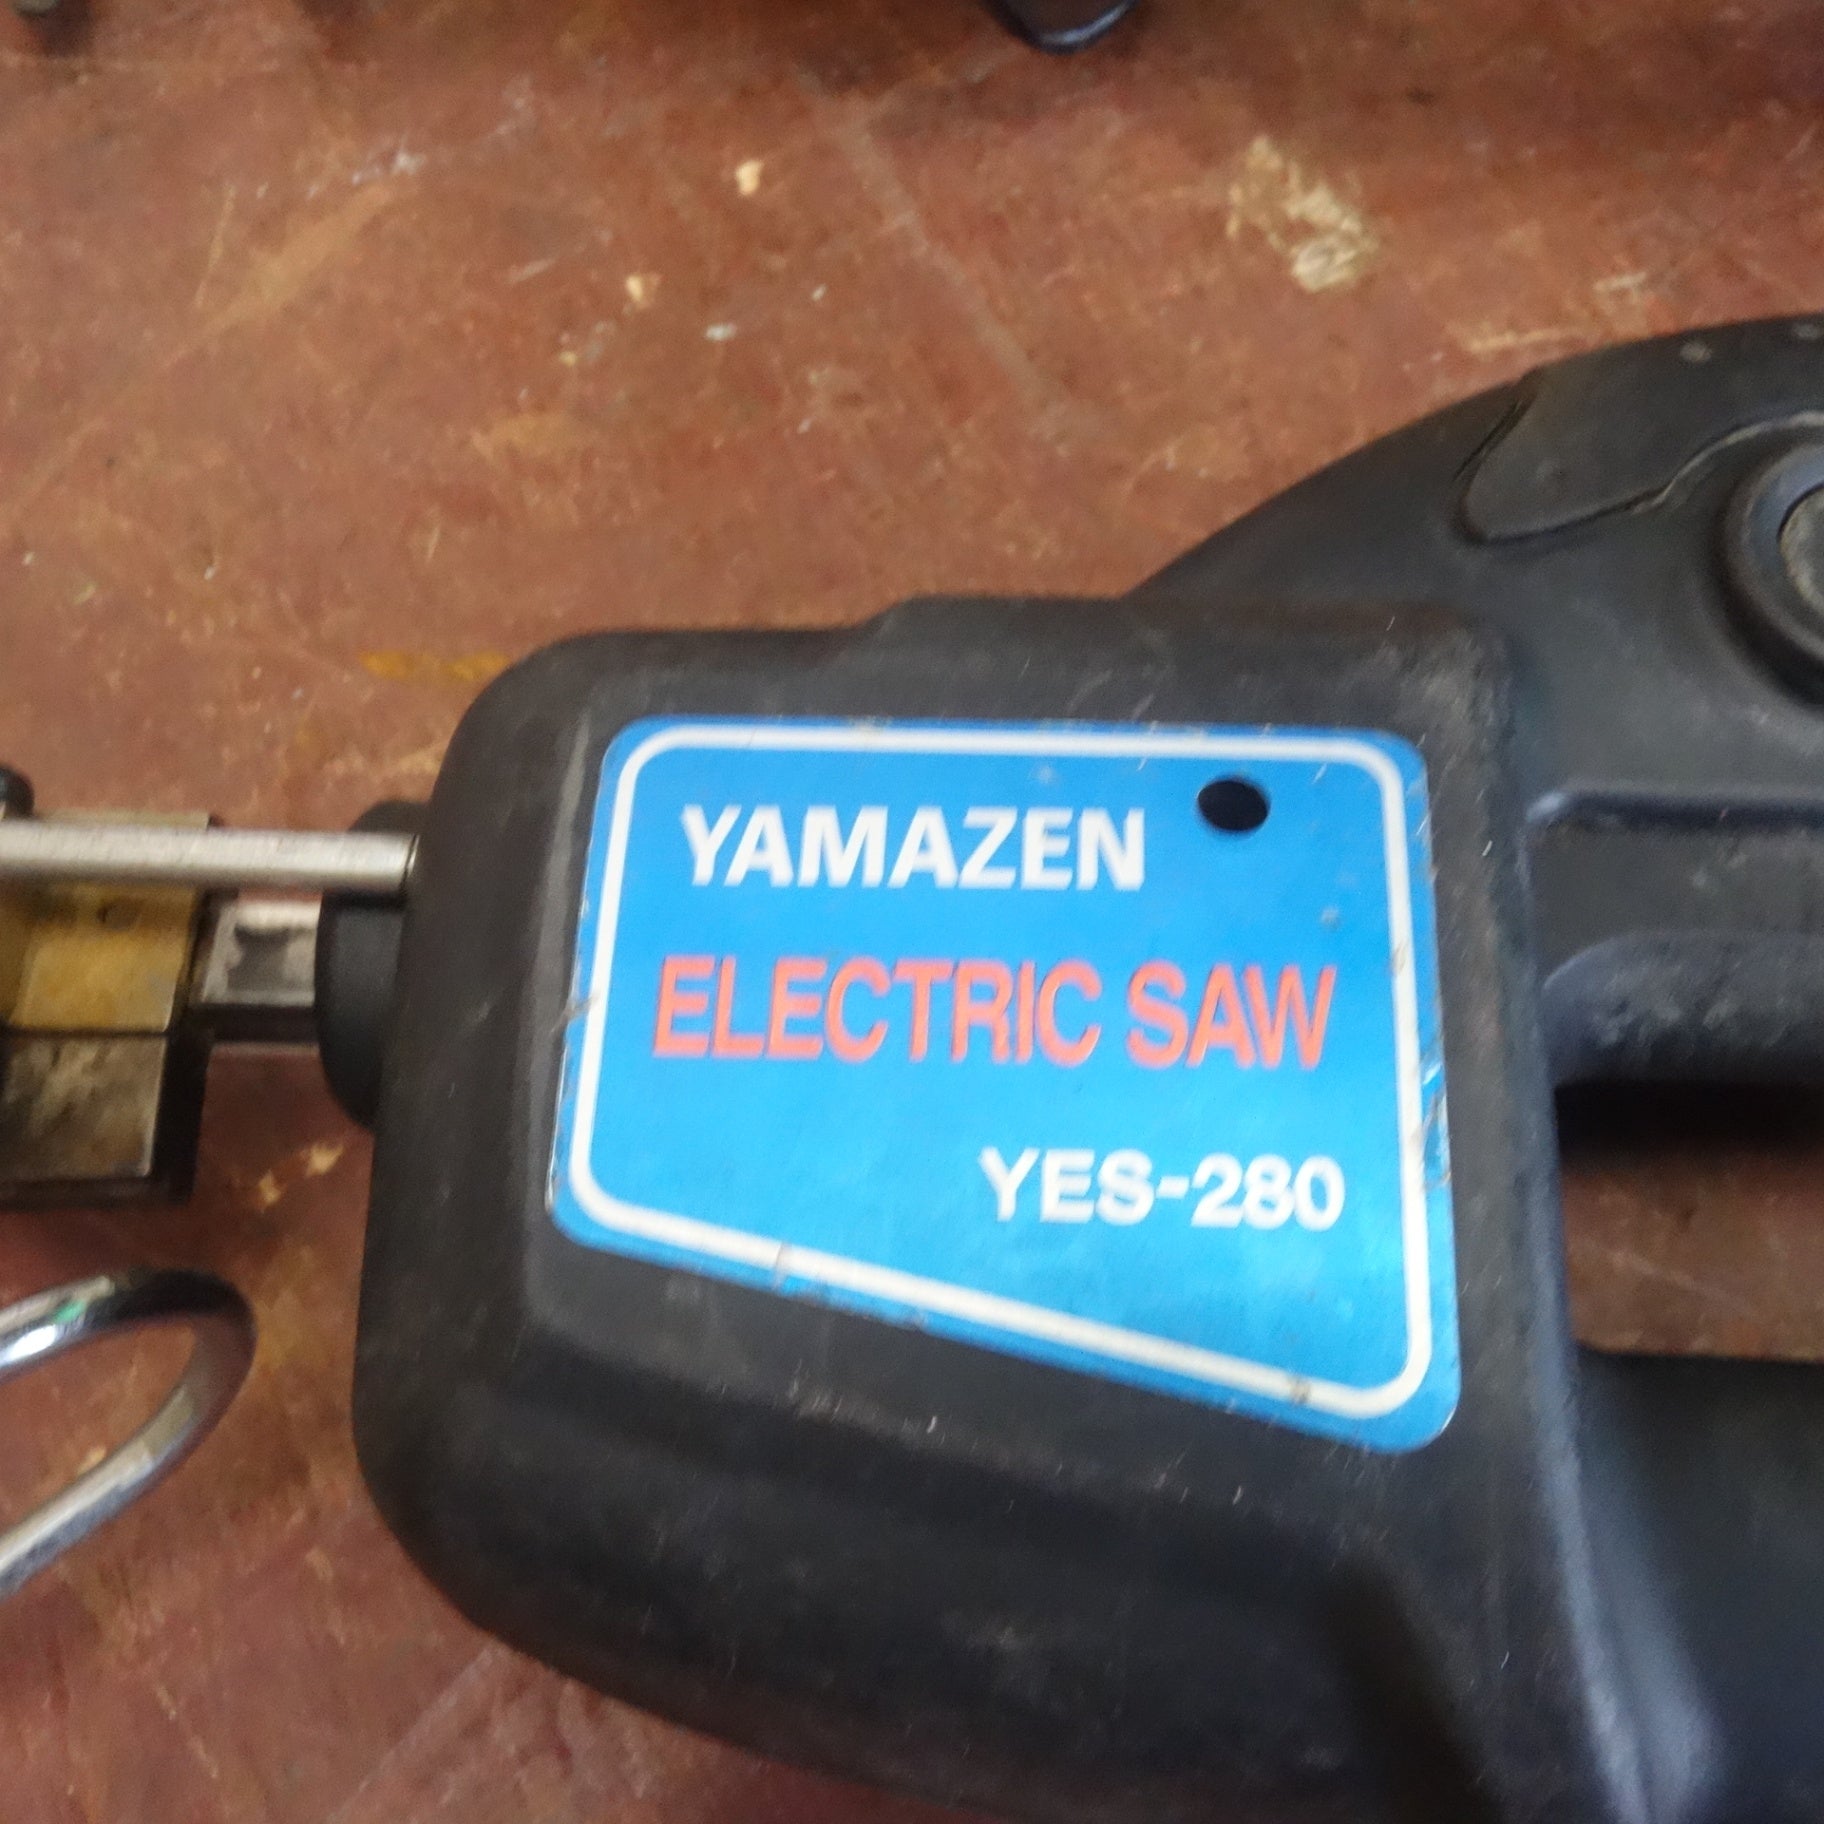 YAMAZEN
ELECTRIC SAW
YES-280